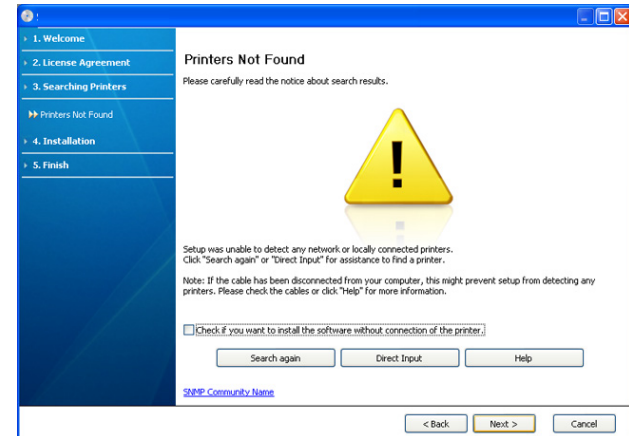 1. Welcome
2. License Agreement
3. Searching Printers
Printers Not Found
4. Installation
5. Finish
Printers Not Found
Please carefully read the notice about search results.
Setup was unable to detect any network or locally connected printers.
Click "Search again" or "Direct Input" for assistance to find a printer.
Note: If the cable has been disconnected from your computer, this might prevent setup from detecting any
printers. Please check the cables or click "Help" for more information.
Check if you want to install the software without connection of the printer.
Search again Direct Input Help
SNMP Community Name
< Back Next > Cancel